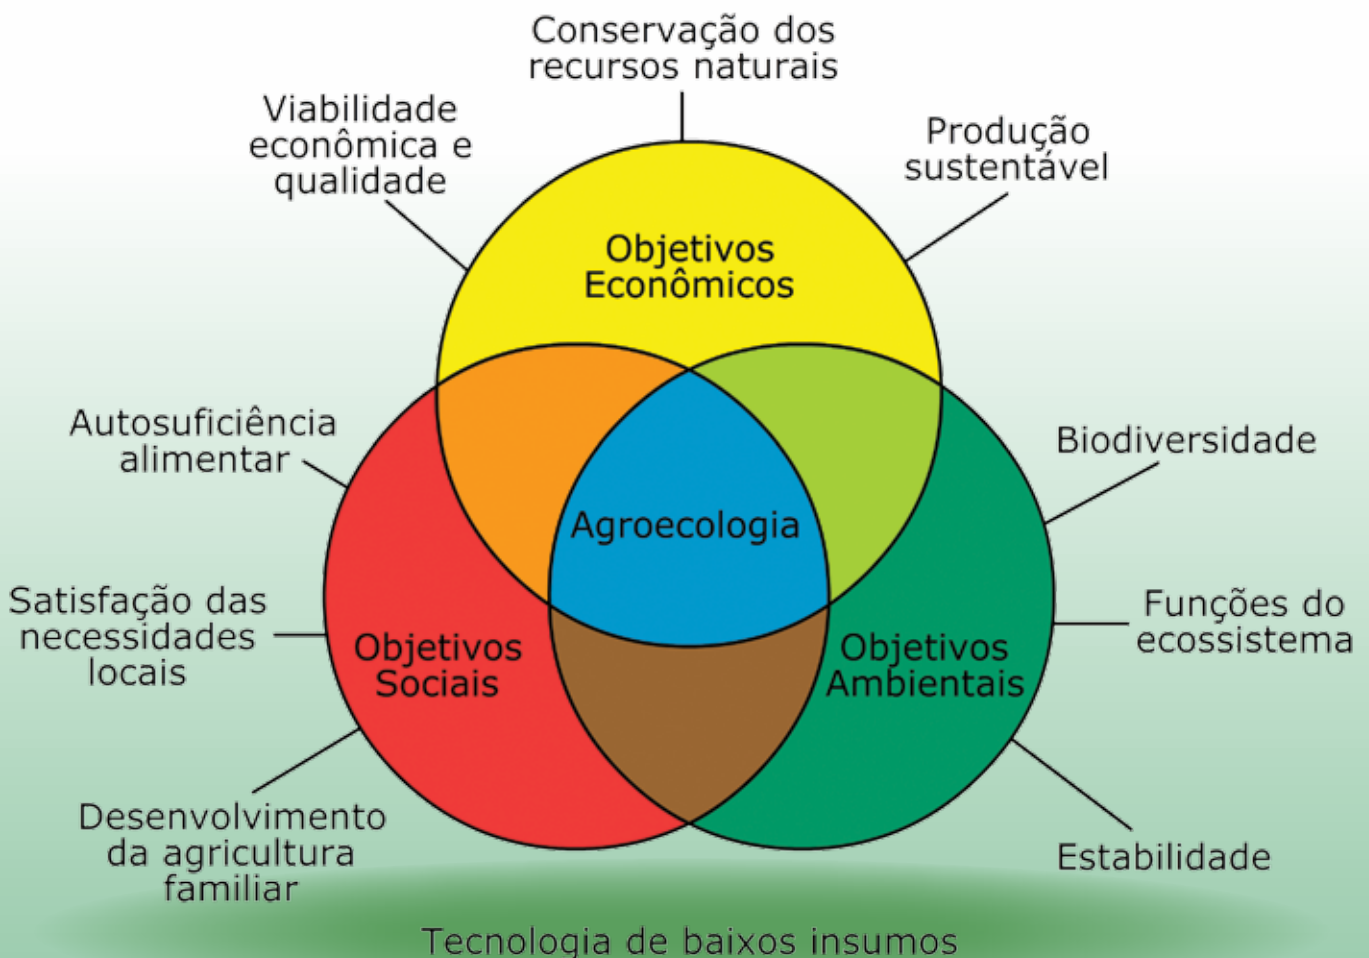 Conservação dos
recursos naturais
Viabilidade
econômica e
qualidade
Produção
sustentável
Objetivos
Econômicos
Autosuficiência
alimentar
Biodiversidade
Agroecologia
Satisfação das
necessidades
locais
Funções do
ecossistema
Objetivos
Sociais
Objetivos
Ambientais
Desenvolvimento
da agricultura
familiar
Estabilidade
Tecnologia de baixos insumos